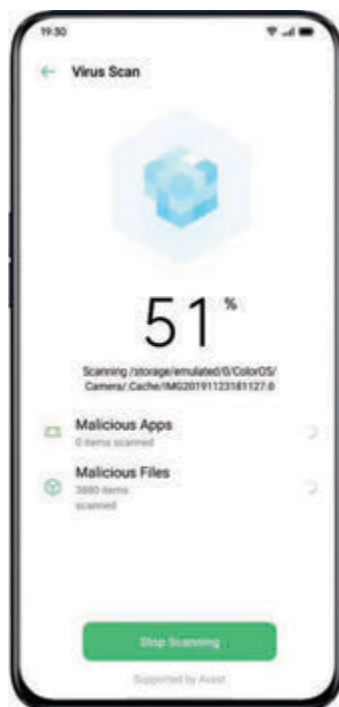 19:30
Virus Scan
51 %
Scanning /storage/emulated/0/ColorOS/
Camera/.Cache/IMG20191123181127.0
Malicious Apps
0 items scanned
Malicious Files
3880 items
scanned
Stop Scanning
Supported by Avast